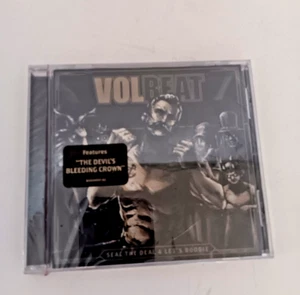 VOLBEAT
Features
"THE DEVIL'S
BLEEDING CROWN"
SEAL THE DEAL & LET'S BOOGIE